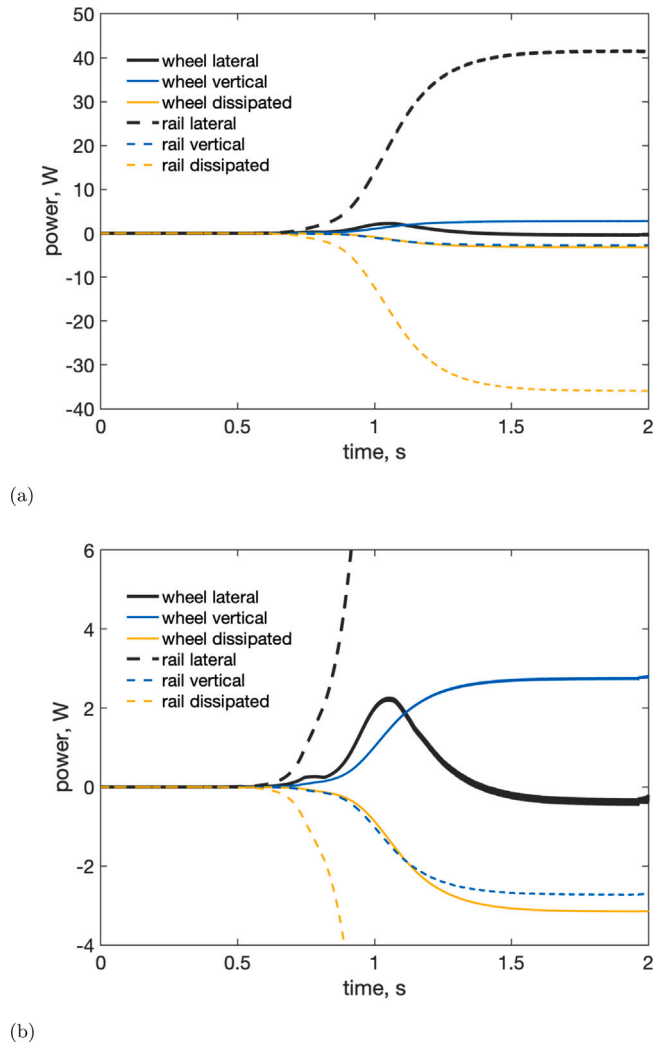 50
40
30
20
10
0
-10
-20
-30
-40
power, W
wheel lateral
wheel vertical
wheel dissipated
rail lateral
rail vertical
rail dissipated
0 0.5 1 1.5 2
time, s
(a)
6
4
2
0
-2
-4
power, W
wheel lateral
wheel vertical
wheel dissipated
rail lateral
rail vertical
rail dissipated
0 0.5 1 1.5 2
time, s
(b)